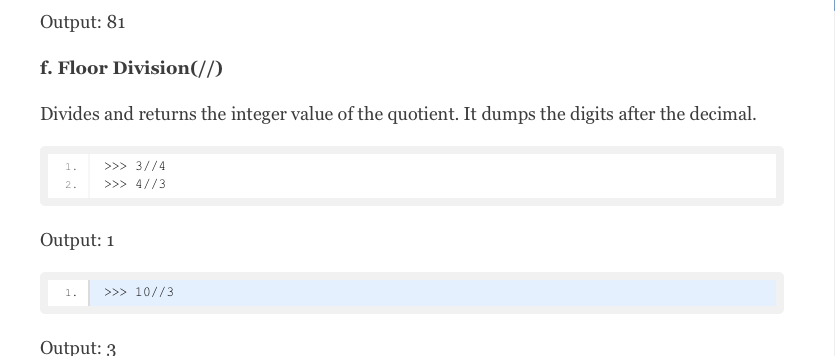 Output: 81
f. Floor Division(//)
Divides and returns the integer value of the quotient. It dumps the digits after the decimal.
1. >>> 3//4
2. >>> 4//3
Output: 1
1. >>> 10//3
Output: 3